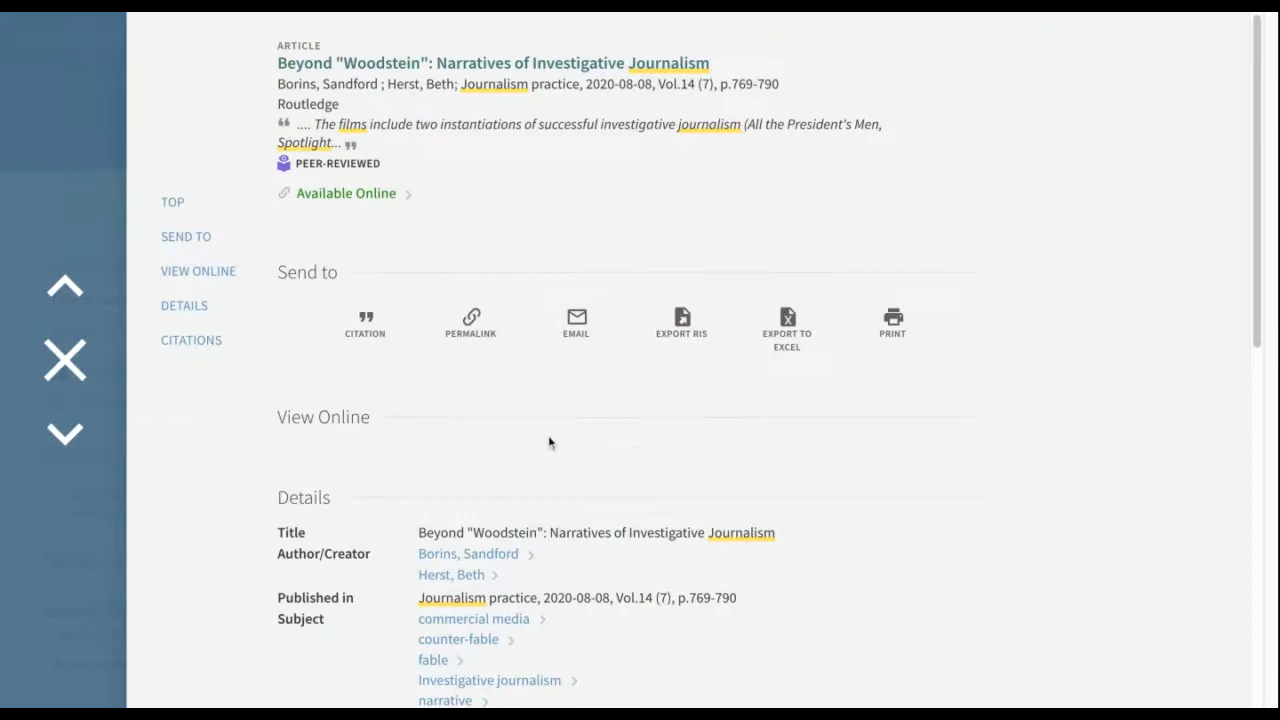 ARTICLE
Beyond "Woodstein": Narratives of Investigative Journalism
Borins, Sandford ; Herst, Beth; Journalism practice, 2020-08-08, Vol.14 (7), p.769-790
Routledge
❝ .... The films include two instantiations of successful investigative journalism (All the President's Men,
Spotlight... ❞
PEER-REVIEWED
Available Online
TOP
SEND TO
VIEW ONLINE
DETAILS
CITATIONS
Send to
CITATION
PERMALINK
EMAIL
EXPORT RIS
EXPORT TO
EXCEL
PRINT
View Online
Details
Title Beyond "Woodstein": Narratives of Investigative Journalism
Author/Creator Borins, Sandford
Herst, Beth
Published in Journalism practice, 2020-08-08, Vol.14 (7), p.769-790
Subject commercial media
counter-fable
fable
Investigative journalism
narrative